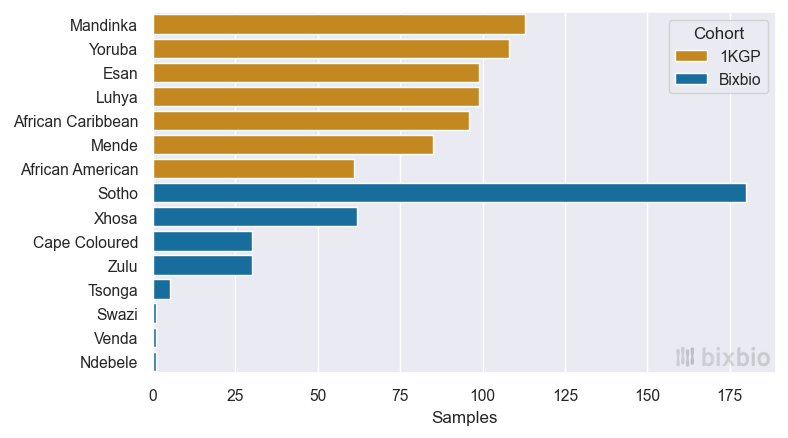 Mandinka
Yoruba
Esan
Luhya
African Caribbean
Mende
African American
Sotho
Xhosa
Cape Coloured
Zulu
Tsonga
Swazi
Venda
Ndebele
Cohort
1KGP
Bixbio
bixbio
0 25 50 75 100 125 150 175
Samples